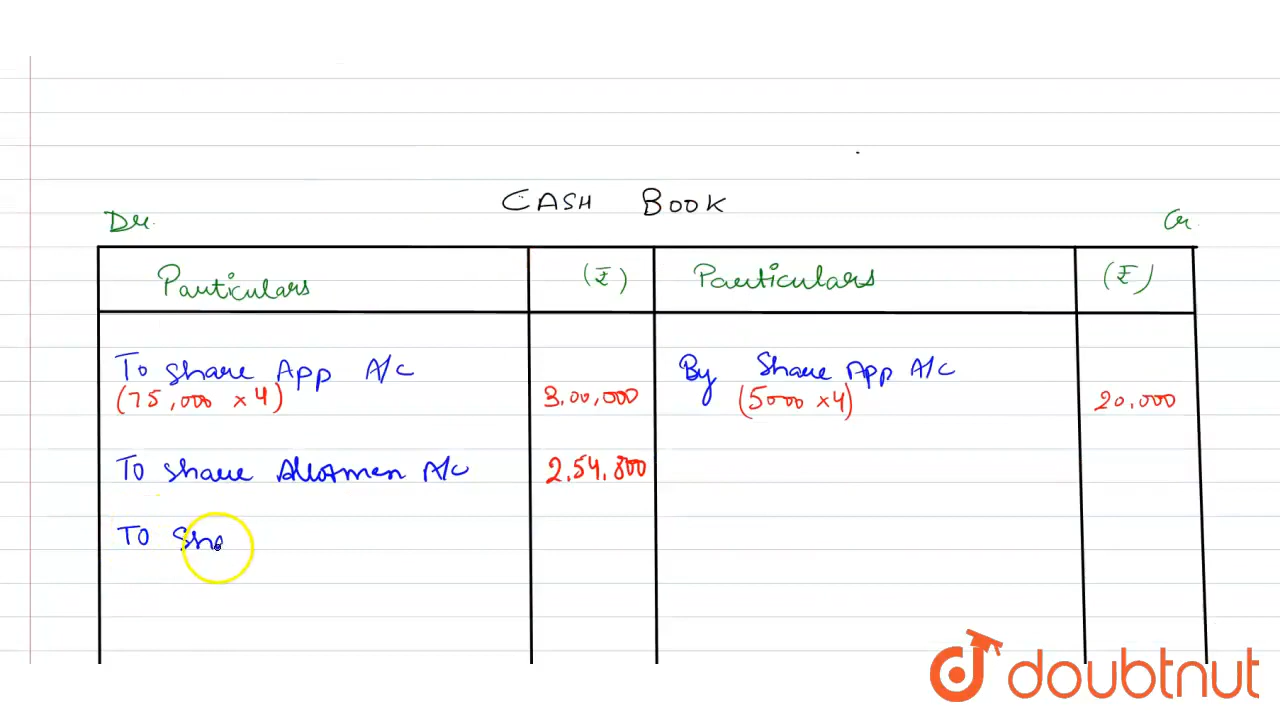 CASH BOOK
Dr. Cr.
Particulars (₹) Particulars (₹)
To Share App A/c By Share App A/c
(75,000 x 4) 3,00,000 (5000 x 4) 20,000
To Share Allotmen A/c 2,54,800
TO Sha
doubtnut